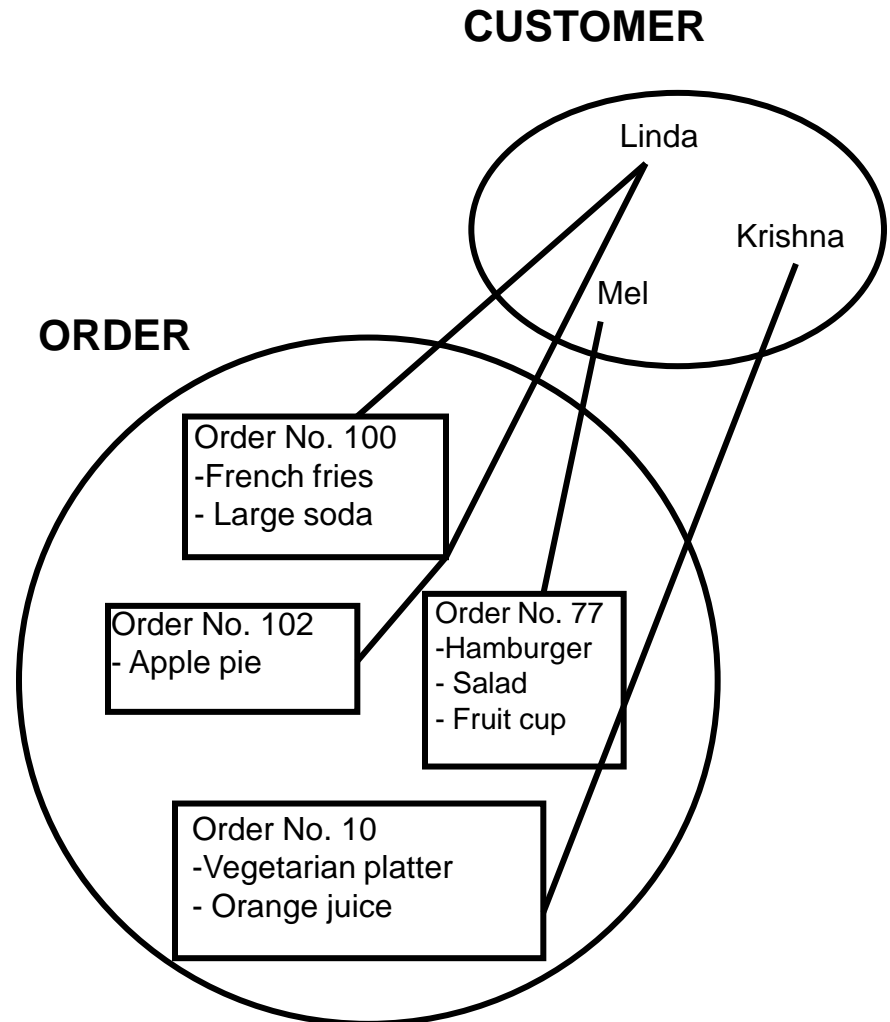 CUSTOMER
Linda
Krishna
Mel
ORDER
Order No. 100
-French fries
- Large soda
Order No. 102
- Apple pie
Order No. 77
-Hamburger
- Salad
- Fruit cup
Order No. 10
-Vegetarian platter
- Orange juice